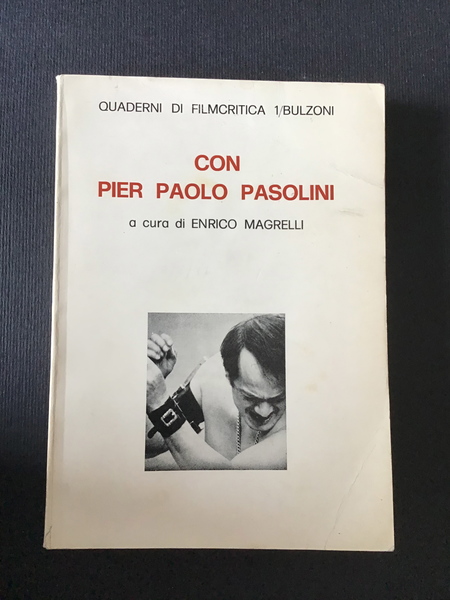 QUADERNI DI FILMCRITICA 1/BULZONI
CON
PIER PAOLO PASOLINI
a cura di ENRICO MAGRELLI